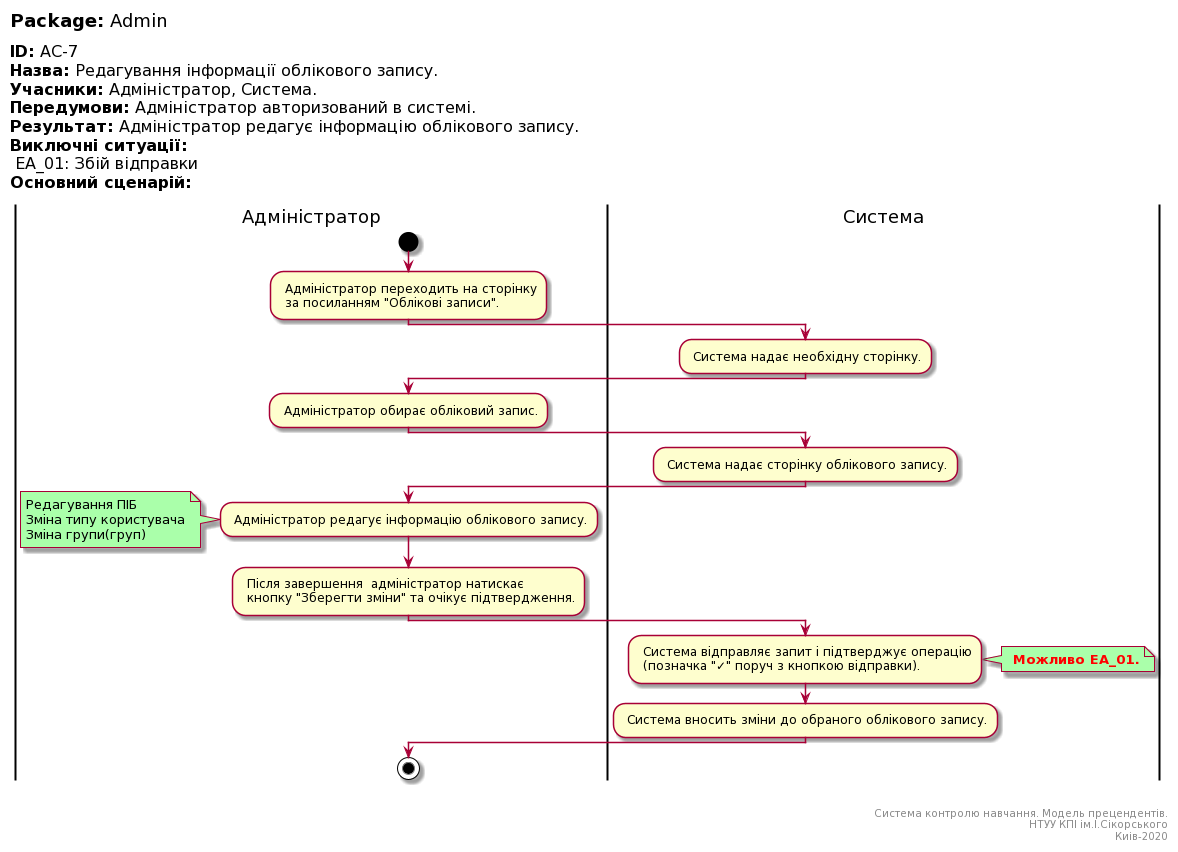 Package: Admin
ID: АС-7
Назва: Редагування інформації облікового запису.
Учасники: Адміністратор, Система.
Передумови: Адміністратор авторизований в системі.
Результат: Адміністратор редагує інформацію облікового запису.
Виключні ситуації:
EA_01: Збій відправки
Основний сценарій:
Адміністратор
Система
Адміністратор переходить на сторінку
за посиланням "Облікові записи".
Система надає необхідну сторінку.
Адміністратор обирає обліковий запис.
Система надає сторінку облікового запису.
Редагування ПІБ
Зміна типу користувача
Зміна групи(груп)
Адміністратор редагує інформацію облікового запису.
Після завершення  адміністратор натискає
кнопку "Зберегти зміни" та очікує підтвердження.
Система відправляє запит і підтверджує операцію
(позначка "✓" поруч з кнопкою відправки).
Можливо EA_01.
Система вносить зміни до обраного облікового запису.
Система контролю навчання. Модель прецендентів.
НТУУ КПІ ім.І.Сікорського
Киів-2020